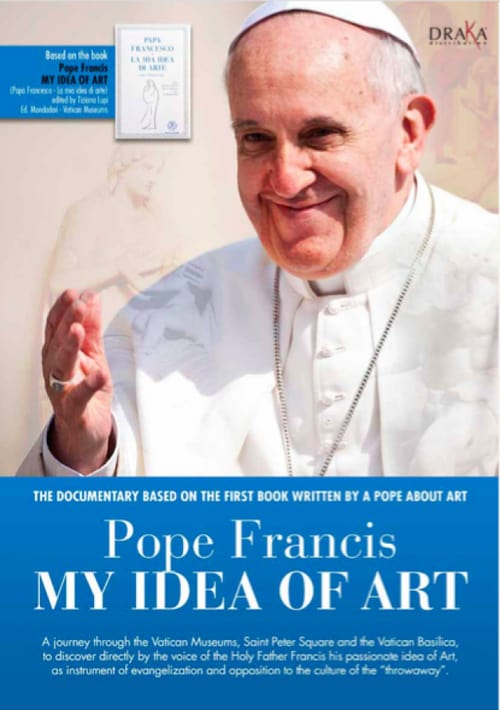 Based on the book
Pope Francis
MY IDEA OF ART
(Papa Francesco - La mia idea di arte)
edited by Tiziana Lupi
Ed. Mondadori - Vatican Museums
PAPA
FRANCESCO
LA MIA IDEA
DI ARTE
DRAKA
distribution
THE DOCUMENTARY BASED ON THE FIRST BOOK WRITTEN BY A POPE ABOUT ART
Pope Francis
MY IDEA OF ART
A journey through the Vatican Museums, Saint Peter Square and the Vatican Basilica,
to discover directly by the voice of the Holy Father Francis his passionate idea of Art,
as instrument of evangelization and opposition to the culture of the “throwaway”.